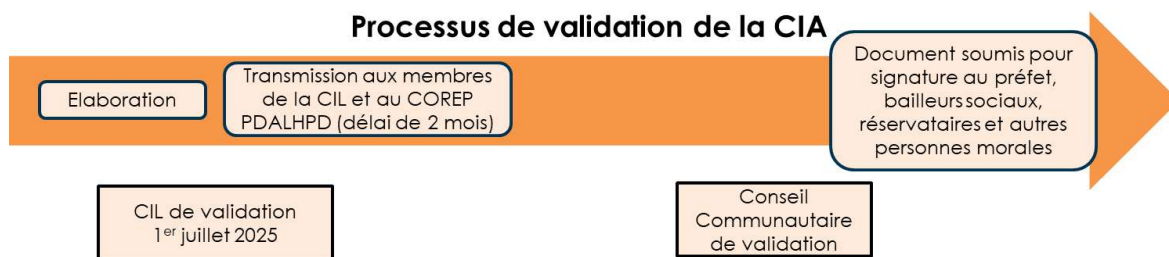 Processus de validation de la CIA
Elaboration
Transmission aux membres
de la CIL et au COREP
PDALHPD (délai de 2 mois)
Document soumis pour
signature au préfet,
bailleurs sociaux,
réservataires et autres
personnes morales
CIL de validation
1er juillet 2025
Conseil
Communautaire
de validation